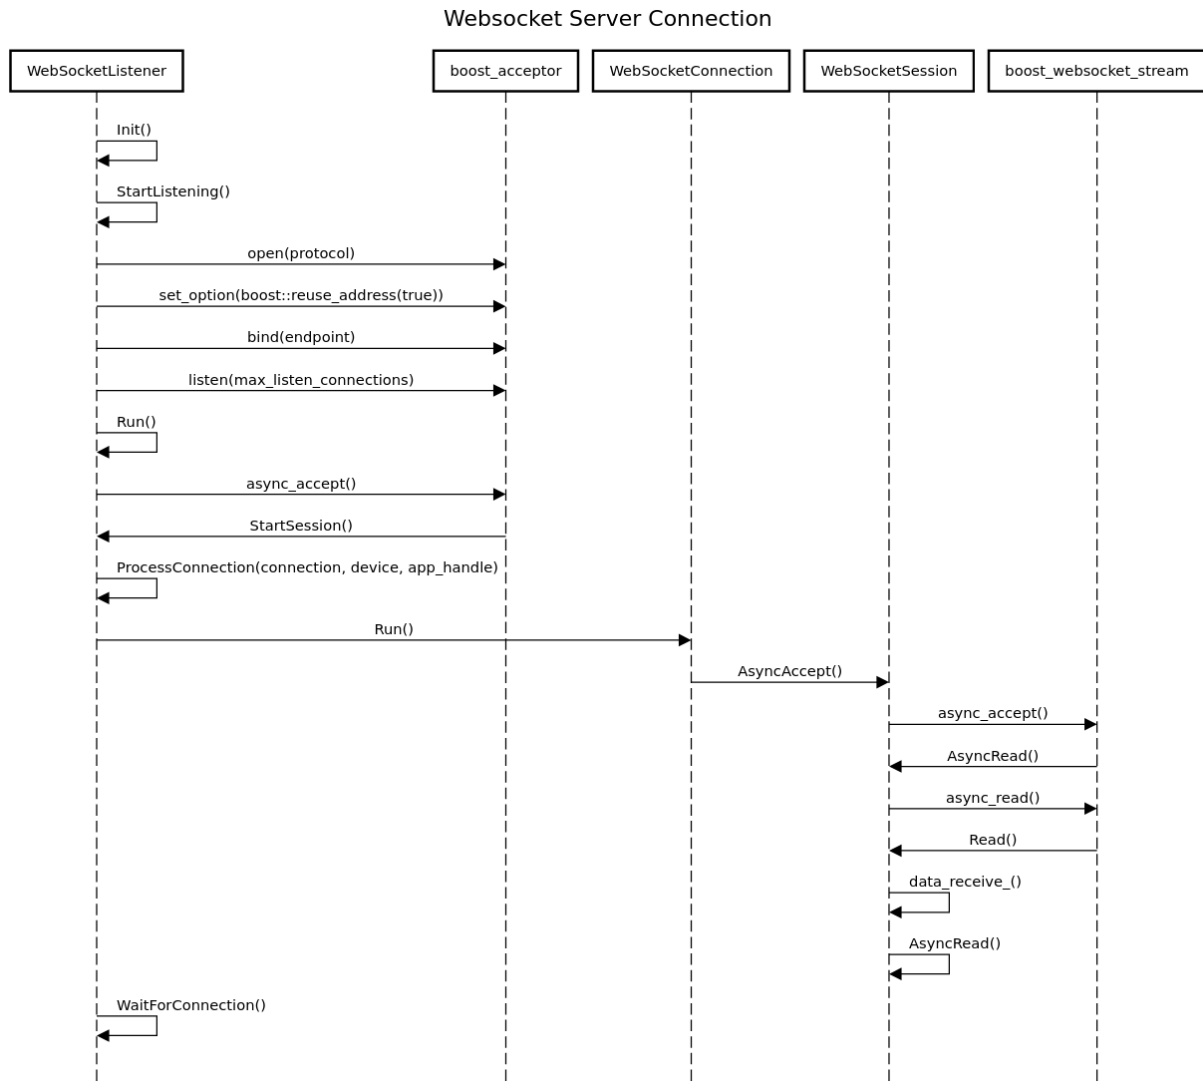 Websocket Server Connection
WebSocketListener
boost_acceptor
WebSocketConnection
WebSocketSession
boost_websocket_stream
Init()
StartListening()
open(protocol)
set_option(boost::reuse_address(true))
bind(endpoint)
listen(max_listen_connections)
Run()
async_accept()
StartSession()
ProcessConnection(connection, device, app_handle)
Run()
AsyncAccept()
async_accept()
AsyncRead()
async_read()
Read()
data_receive_()
AsyncRead()
WaitForConnection()